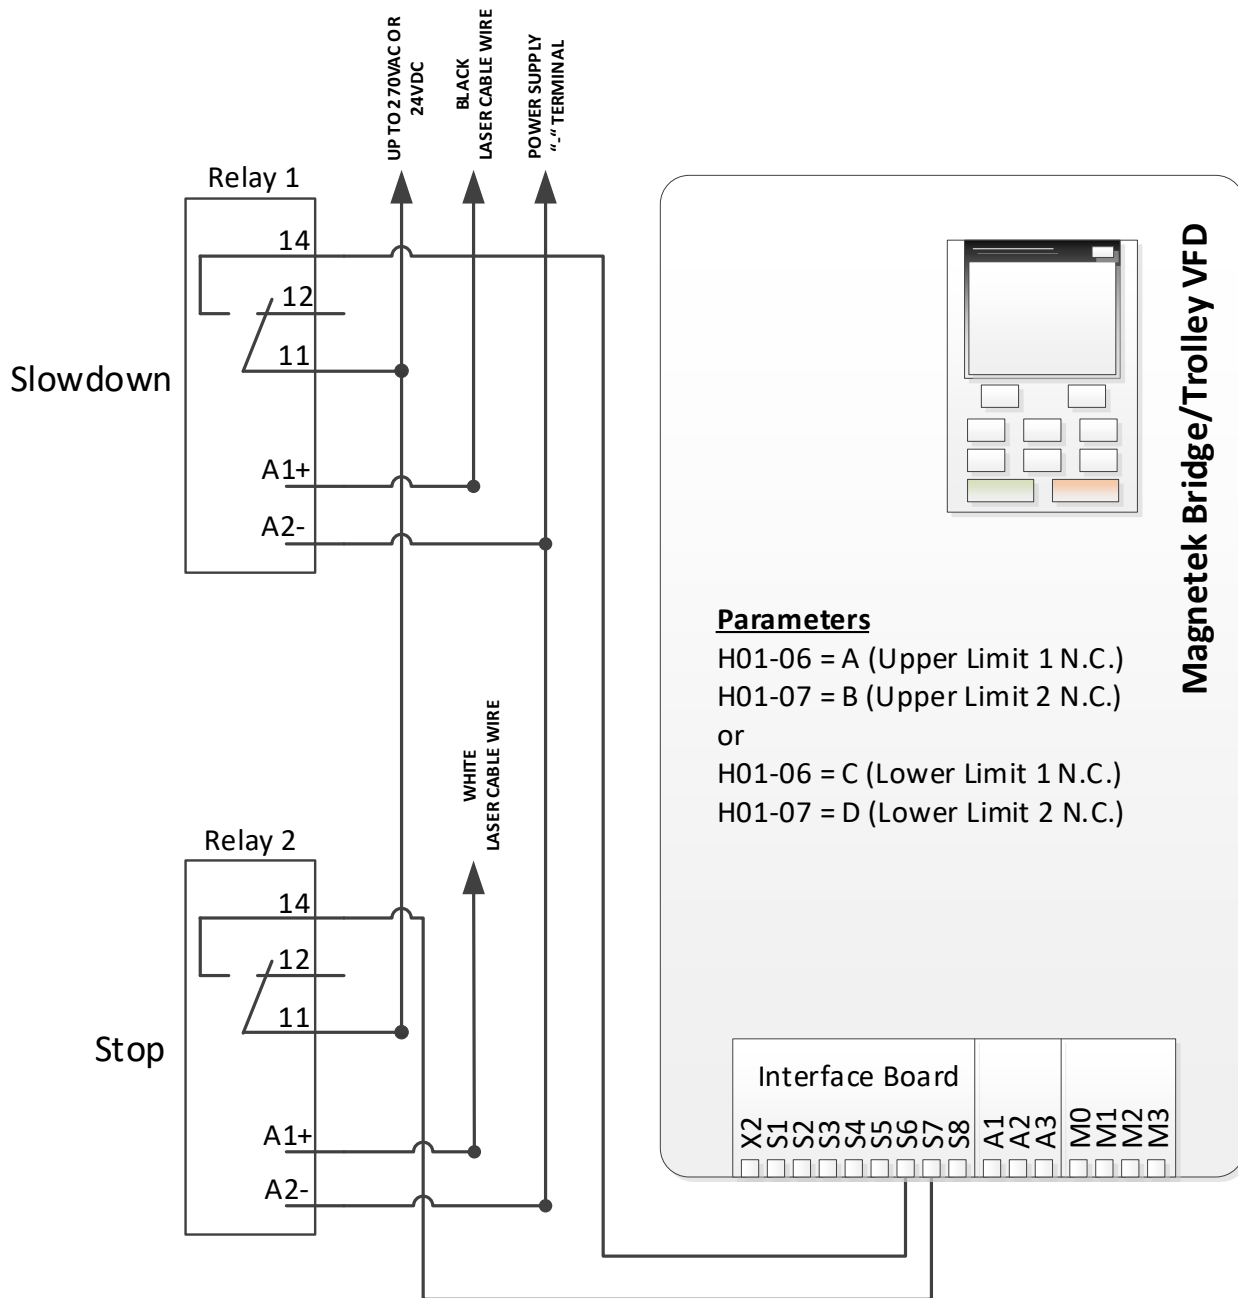 UP TO 270VAC OR
24VDC
BLACK
LASER CABLE WIRE
POWER SUPPLY
“-“ TERMINAL
Relay 1
14
12
11
Slowdown
A1+
A2-
Magnetek Bridge/Trolley VFD
Parameters
H01-06 = A (Upper Limit 1 N.C.)
H01-07 = B (Upper Limit 2 N.C.)
or
H01-06 = C (Lower Limit 1 N.C.)
H01-07 = D (Lower Limit 2 N.C.)
WHITE
LASER CABLE WIRE
Relay 2
14
12
11
Stop
A1+
A2-
Interface Board
X2
S1
S2
S3
S4
S5
S6
S7
S8
A1
A2
A3
M0
M1
M2
M3